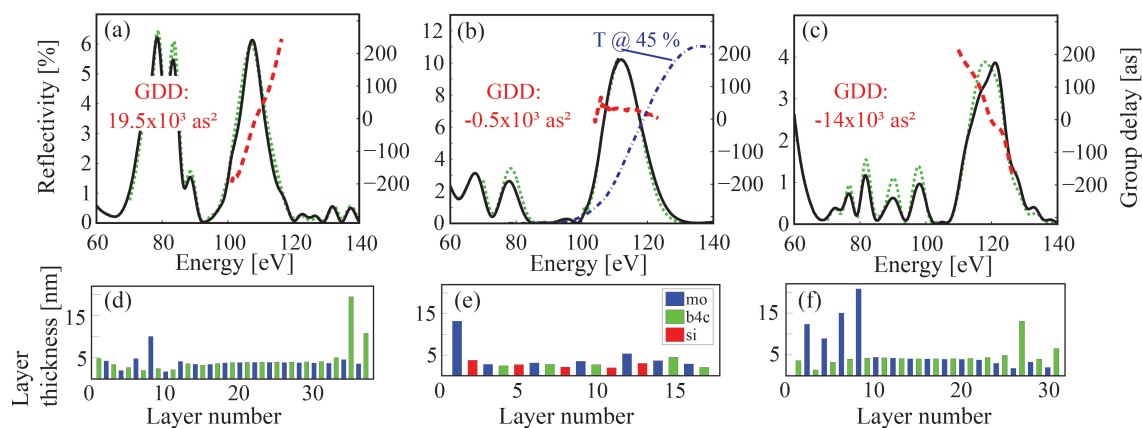 (a)
(b)
(c)
Reflectivity [%]
Group delay [as]
6
5
4
3
2
1
0
200
100
0
−100
−200
GDD:
19.5x10³ as²
60 80 100 120 140
Energy [eV]
14
12
10
8
6
4
2
0
200
100
0
−100
−200
T @ 45 %
GDD:
-0.5x10³ as²
60 80 100 120 140
Energy [eV]
4
3
2
1
0
200
100
0
−100
−200
GDD:
-14x10³ as²
60 80 100 120 140
Energy [eV]
Layer
thickness [nm]
(d)
15
5
0 10 20 30
Layer number
(e)
15
5
mo
b4c
si
0 5 10 15
Layer number
(f)
15
5
0 10 20 30
Layer number